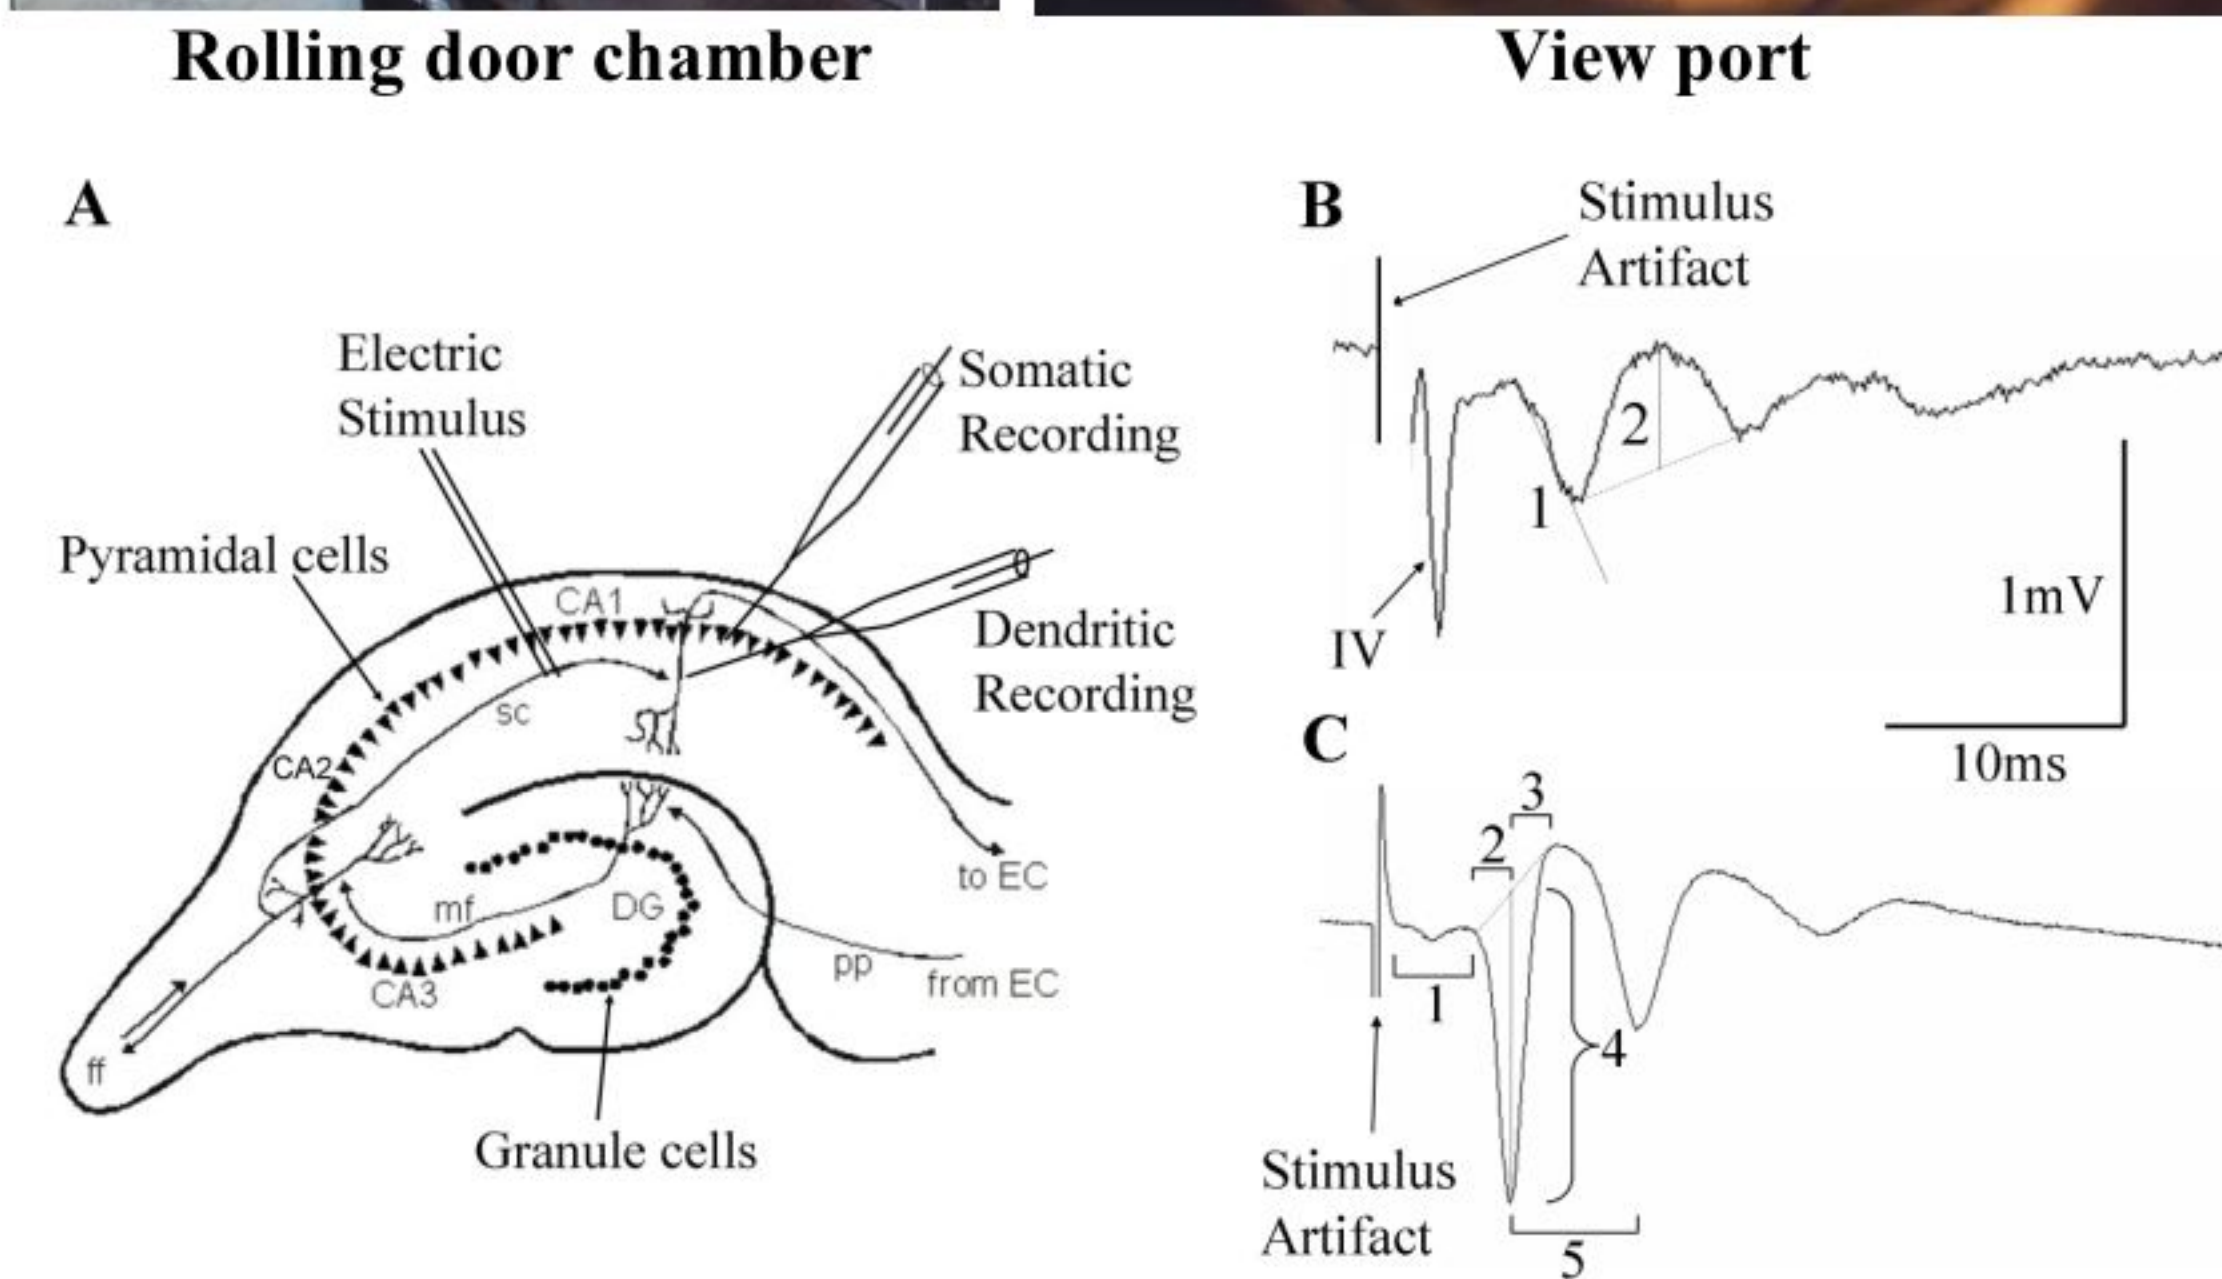 Rolling door chamber
View port
A
Electric
Stimulus
Somatic
Recording
Pyramidal cells
CA1
Dendritic
Recording
sc
CA2
to EC
mf
DG
pp
from EC
CA3
ff
Granule cells
B
Stimulus
Artifact
2
1
IV
1mV
10ms
C
3
2
1
4
Stimulus
Artifact
5